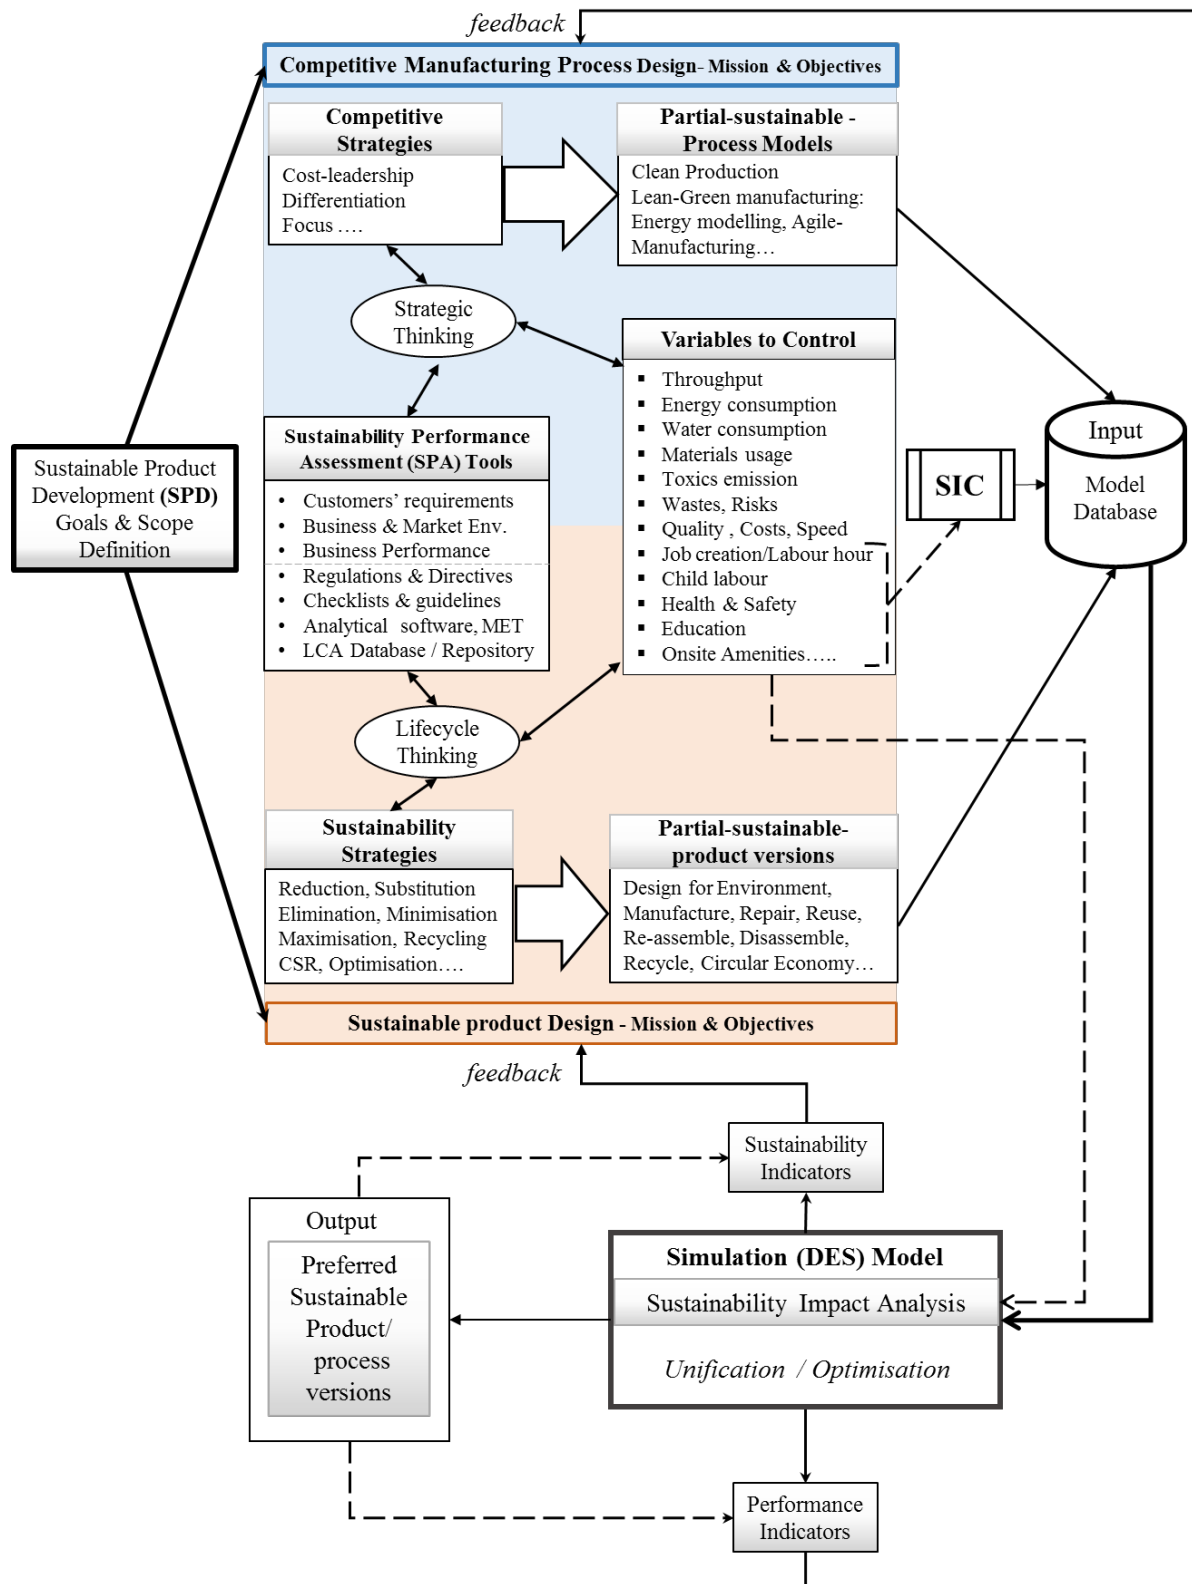 feedback
Competitive Manufacturing Process Design- Mission & Objectives
Competitive
Strategies
Cost-leadership
Differentiation
Focus ….
Partial-sustainable -
Process Models
Clean Production
Lean-Green manufacturing:
Energy modelling, Agile-
Manufacturing…
Strategic
Thinking
Variables to Control
▪ Throughput
▪ Energy consumption
▪ Water consumption
▪ Materials usage
▪ Toxics emission
▪ Wastes, Risks
▪ Quality , Costs, Speed
▪ Job creation/Labour hour
▪ Child labour
▪ Health & Safety
▪ Education
▪ Onsite Amenities…..
Sustainability Performance
Assessment (SPA) Tools
• Customers’ requirements
• Business & Market Env.
• Business Performance
• Regulations & Directives
• Checklists & guidelines
• Analytical software, MET
• LCA Database / Repository
Sustainable Product
Development (SPD)
Goals & Scope
Definition
SIC
Input
Model
Database
Lifecycle
Thinking
Sustainability
Strategies
Reduction, Substitution
Elimination, Minimisation
Maximisation, Recycling
CSR, Optimisation….
Partial-sustainable-
product versions
Design for Environment,
Manufacture, Repair, Reuse,
Re-assemble, Disassemble,
Recycle, Circular Economy…
Sustainable product Design - Mission & Objectives
feedback
Sustainability
Indicators
Output
Preferred
Sustainable
Product/
process
versions
Simulation (DES) Model
Sustainability Impact Analysis
Unification / Optimisation
Performance
Indicators